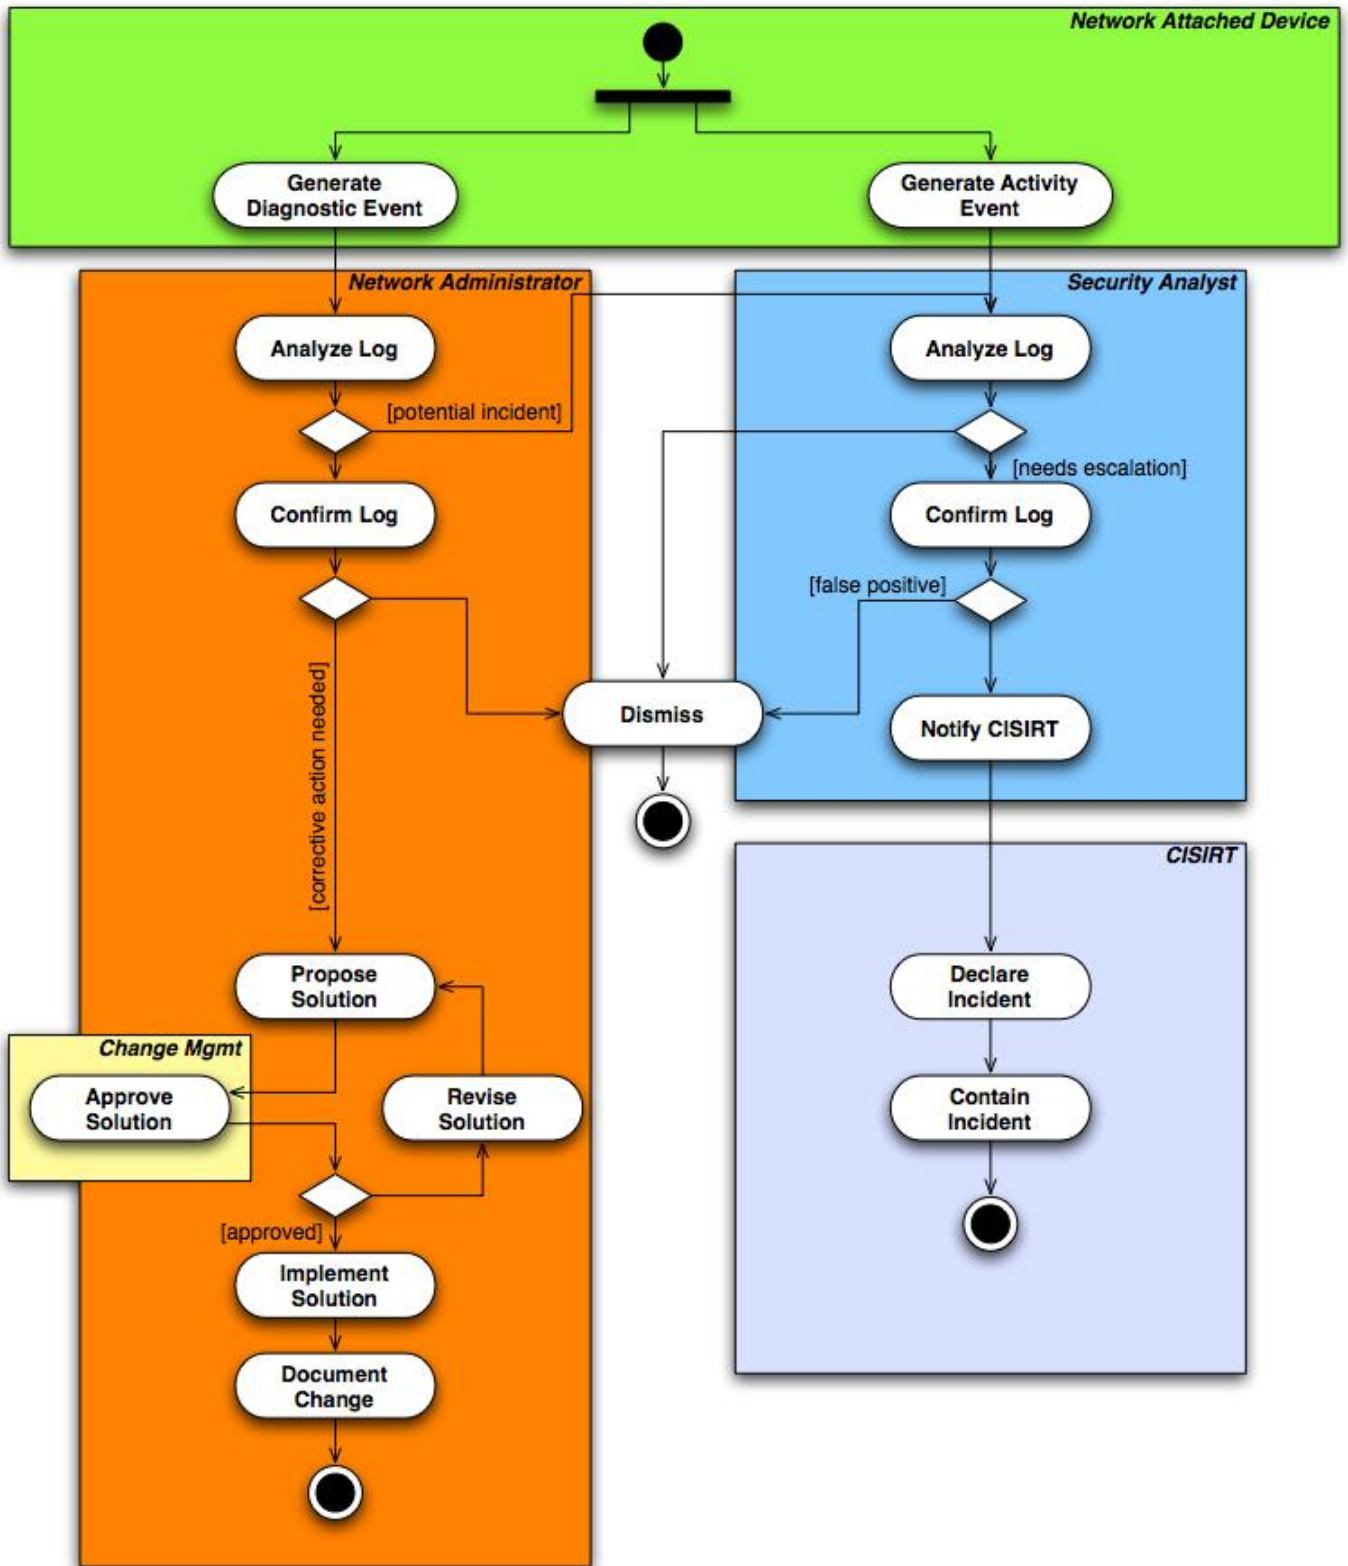 Network Attached Device
Generate
Diagnostic Event
Generate Activity
Event
Network Administrator
Security Analyst
Analyze Log
Analyze Log
[potential incident]
[needs escalation]
Confirm Log
Confirm Log
[false positive]
[corrective action needed]
Dismiss
Notify CISIRT
CISIRT
Propose
Solution
Declare
Incident
Change Mgmt
Approve
Solution
Revise
Solution
Contain
Incident
[approved]
Implement
Solution
Document
Change